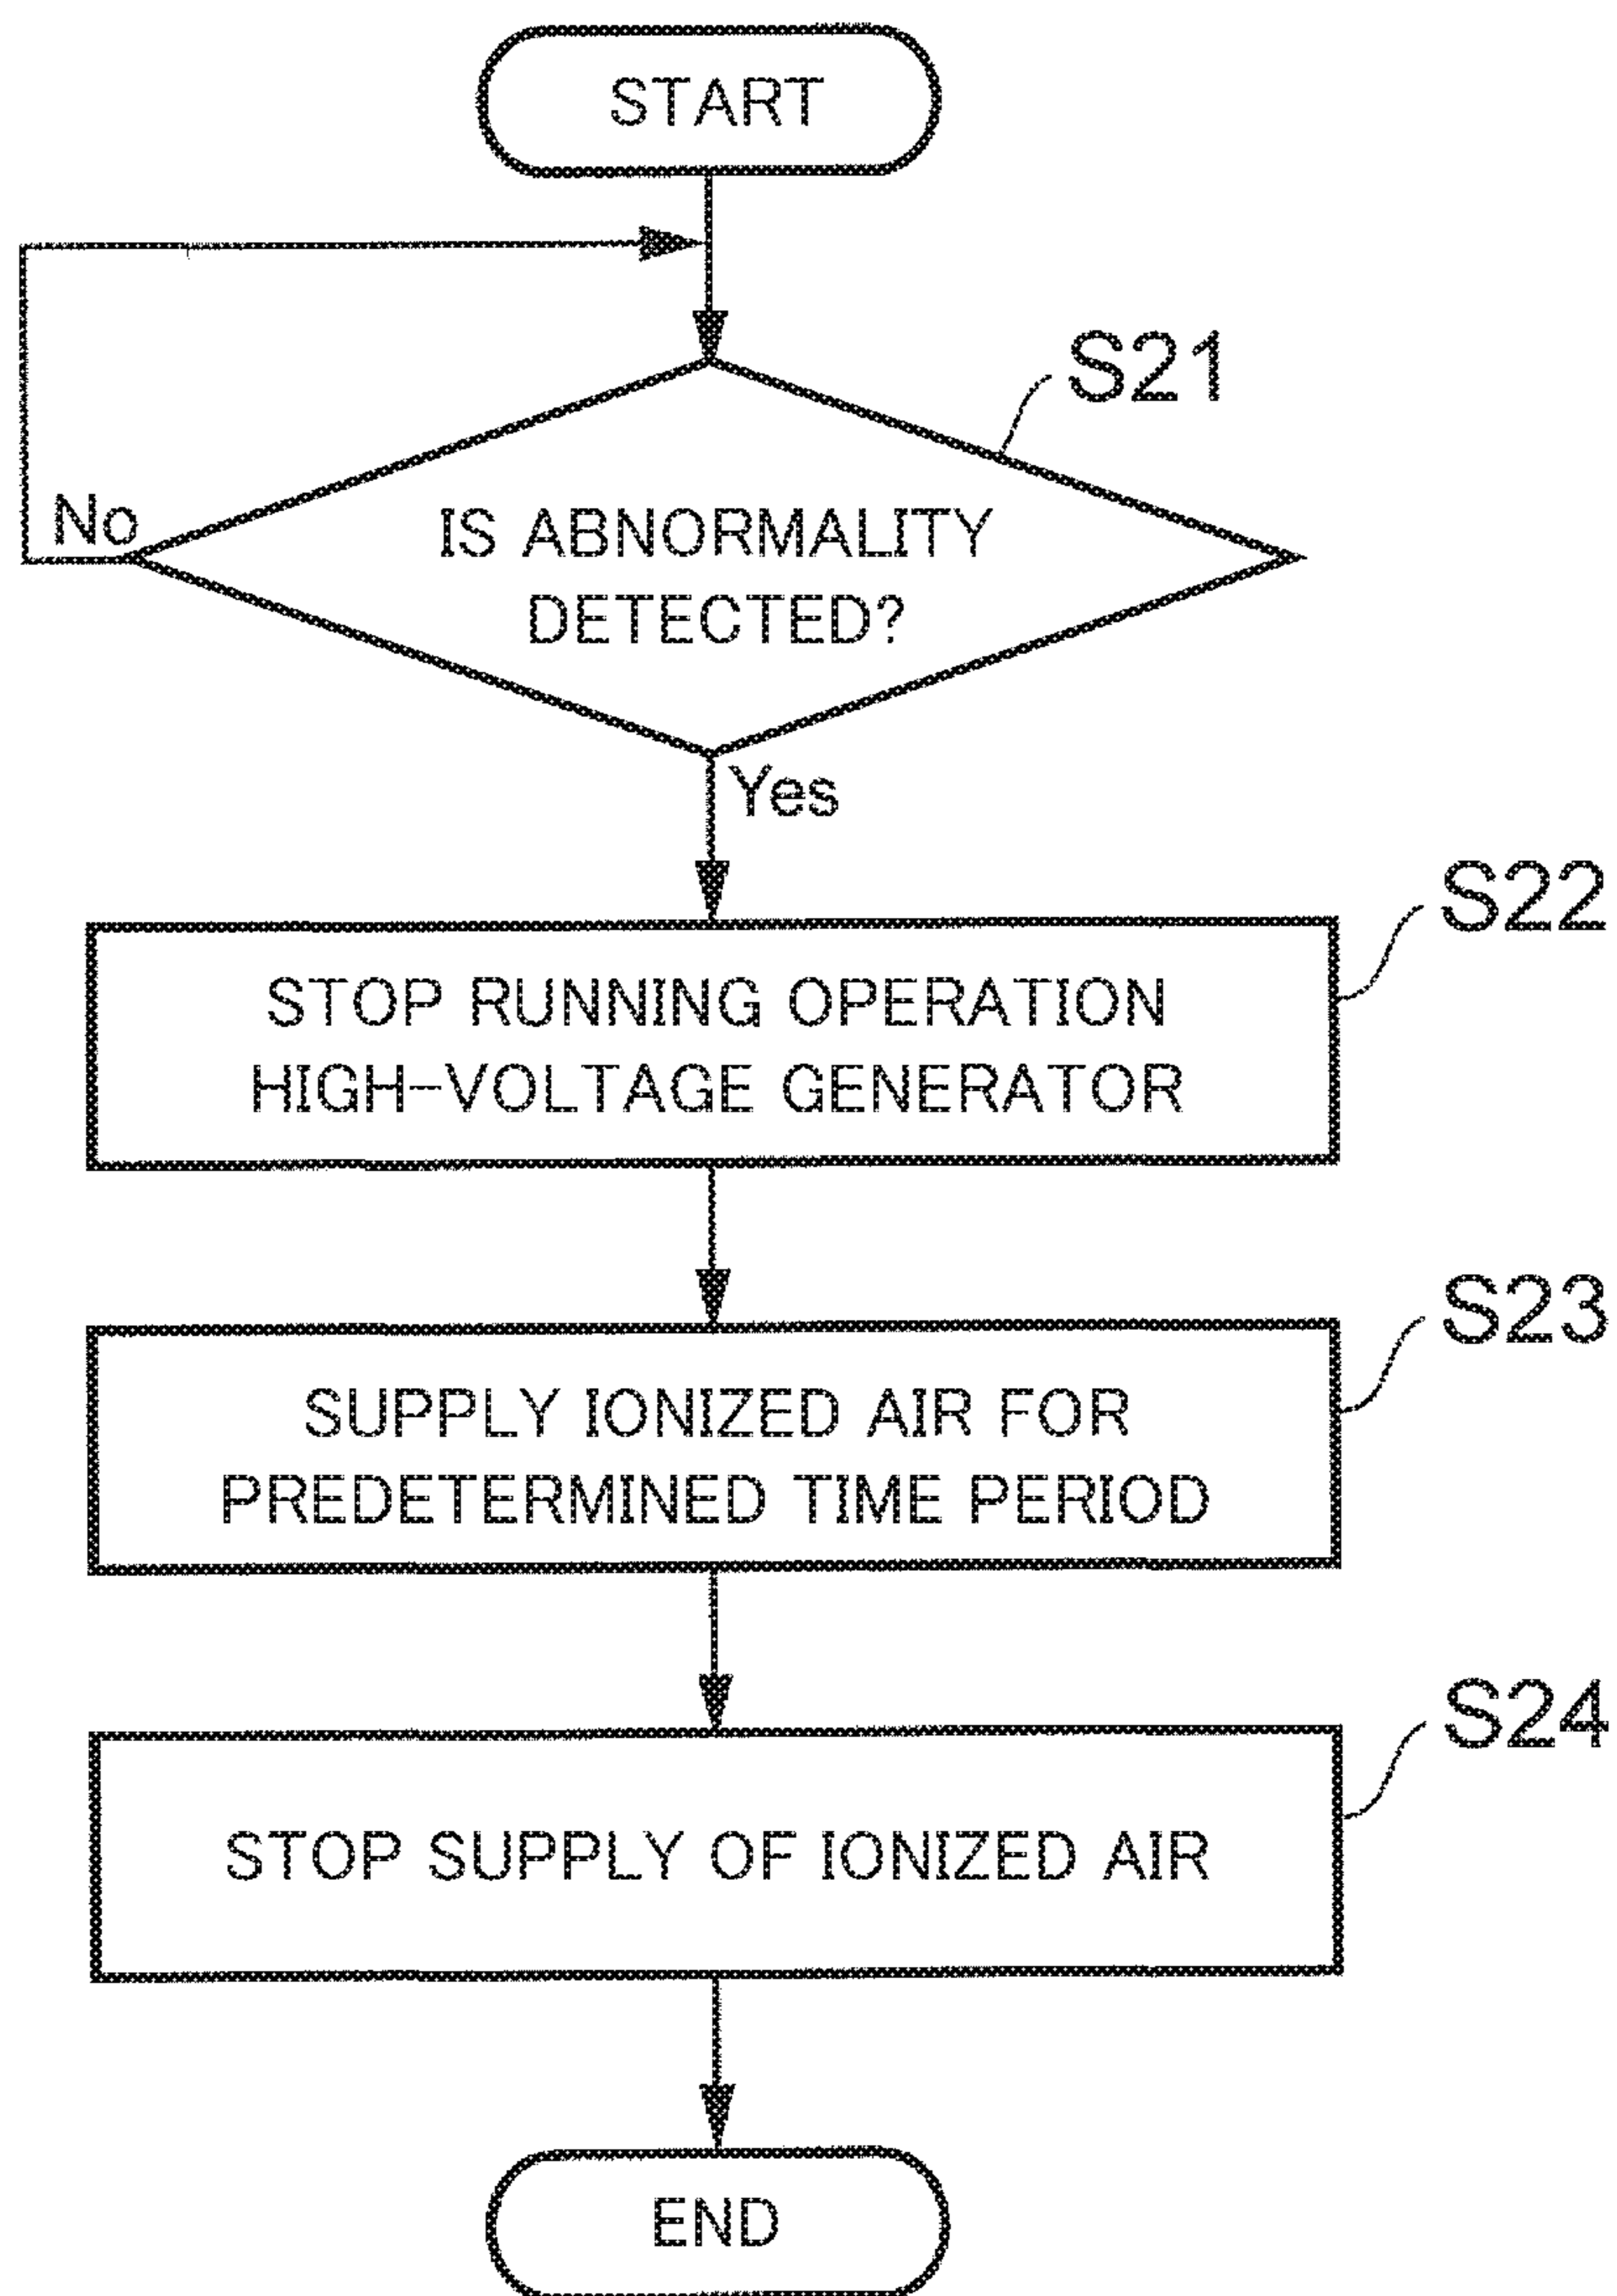 START
S21
No
IS ABNORMALITY
DETECTED?
Yes
S22
STOP RUNNING OPERATION
HIGH-VOLTAGE GENERATOR
S23
SUPPLY IONIZED AIR FOR
PREDETERMINED TIME PERIOD
S24
STOP SUPPLY OF IONIZED AIR
END